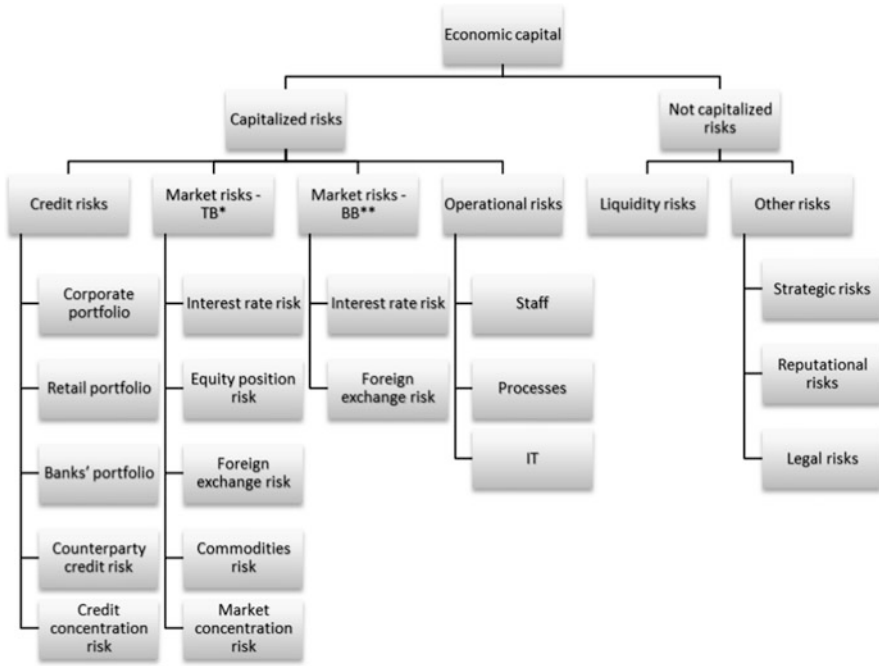 Economic capital
Capitalized risks
Not capitalized
risks
Credit risks
Market risks -
TB*
Market risks -
BB**
Operational risks
Liquidity risks
Other risks
Corporate
portfolio
Retail portfolio
Banks' portfolio
Counterparty
credit risk
Credit
concentration
risk
Interest rate risk
Equity position
risk
Foreign
exchange risk
Commodities
risk
Market
concentration
risk
Interest rate risk
Foreign
exchange risk
Staff
Processes
IT
Strategic risks
Reputational
risks
Legal risks